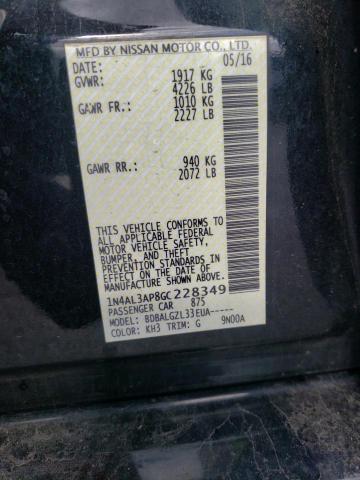 MFD BY NISSAN MOTOR CO., LTD.
DATE: 05/16
GVWR: 1917 KG
4226 LB
GAWR FR.: 1010 KG
2227 LB
GAWR RR.: 940 KG
2072 LB
THIS VEHICLE CONFORMS TO
ALL APPLICABLE FEDERAL
MOTOR VEHICLE SAFETY,
BUMPER, AND THEFT
PREVENTION STANDARDS IN
EFFECT ON THE DATE OF
MANUFACTURE SHOWN ABOVE.
1N4AL3AP8GC228349
PASSENGER CAR 875
MODEL: BDBALGZL33EUA-----
COLOR: KH3 TRIM: G 9N00A